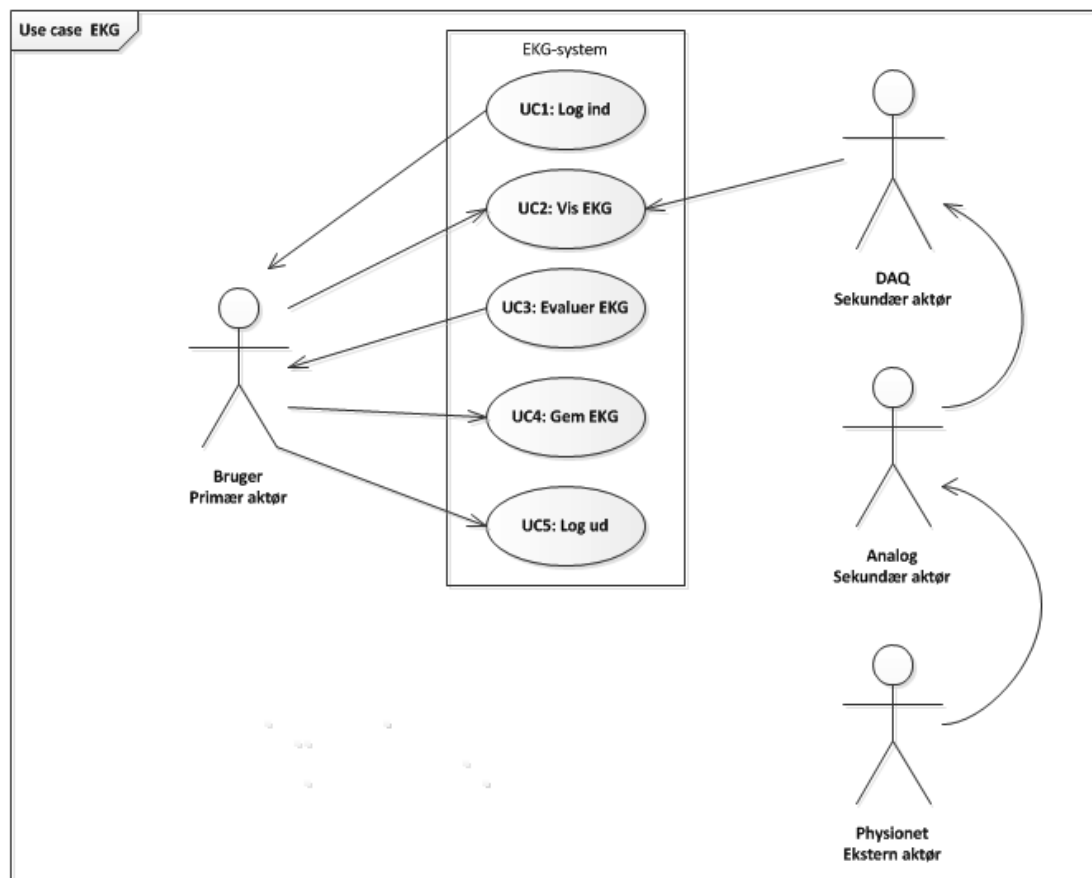 Use case EKG
EKG-system
UC1: Log ind
UC2: Vis EKG
UC3: Evaluer EKG
UC4: Gem EKG
UC5: Log ud
Bruger
Primær aktør
DAQ
Sekundær aktør
Analog
Sekundær aktør
Physionet
Ekstern aktør